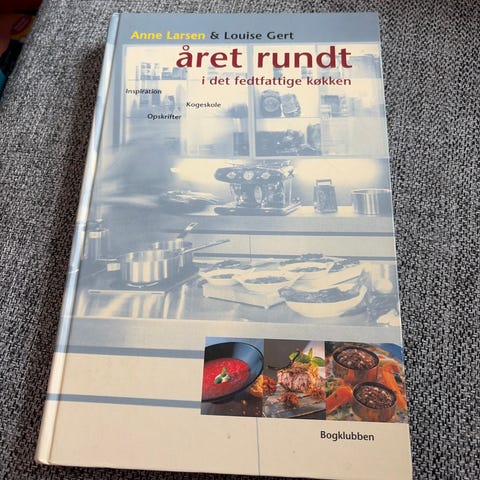 Anne Larsen & Louise Gert
året rundt
i det fedtfattige køkken
Inspiration
Kogeskole
Opskrifter
Bogklubben